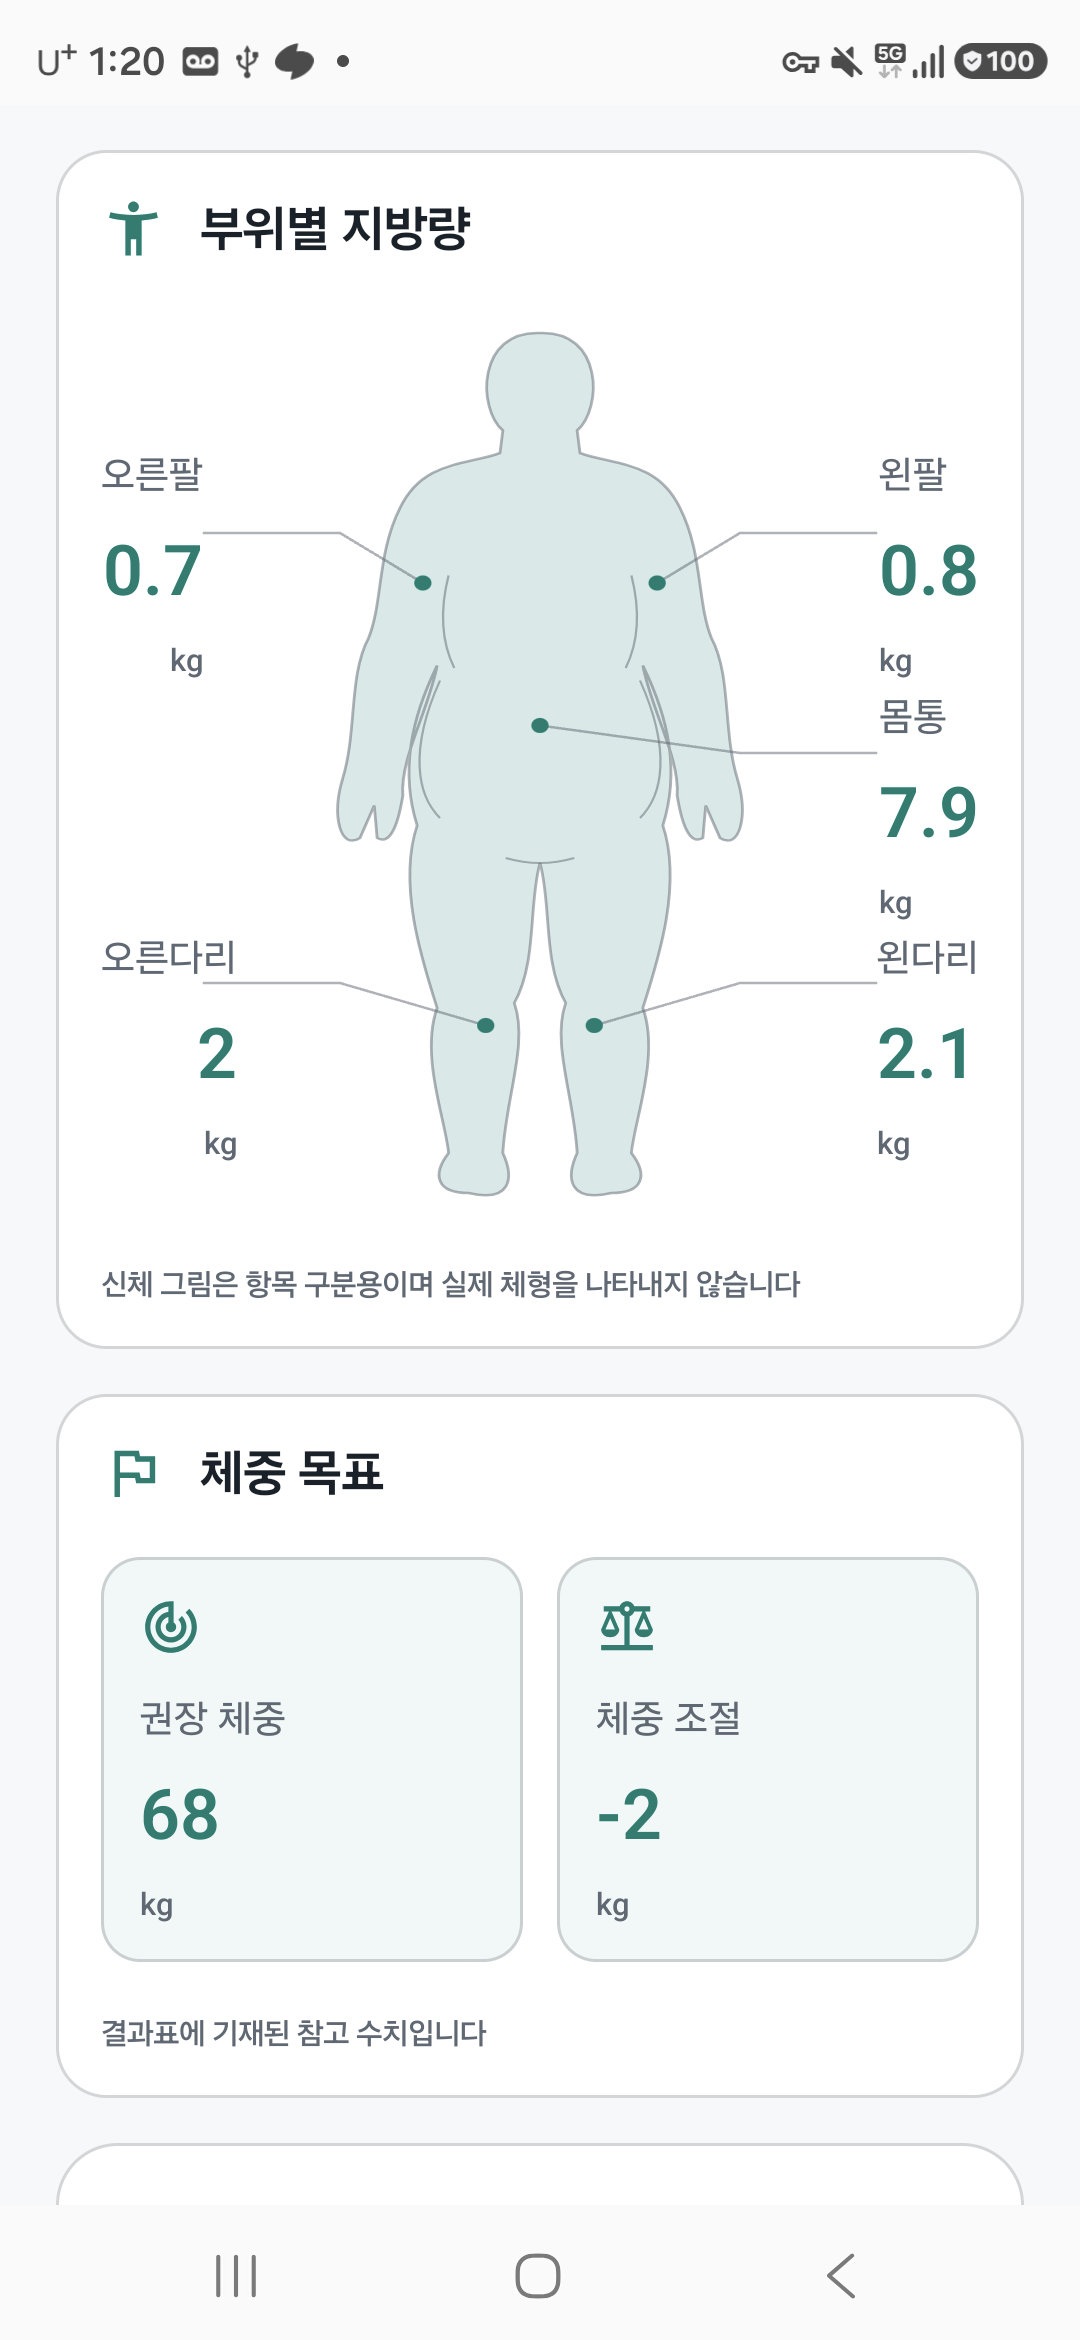 U+ 1:20 5G 100
부위별 지방량
오른팔
0.7
kg
왼팔
0.8
kg
몸통
7.9
kg
오른다리
2
kg
왼다리
2.1
kg
신체 그림은 항목 구분용이며 실제 체형을 나타내지 않습니다
체중 목표
권장 체중
68
kg
체중 조절
-2
kg
결과표에 기재된 참고 수치입니다